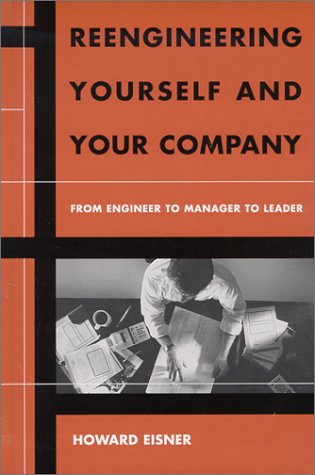 REENGINEERING
YOURSELF AND
YOUR COMPANY
FROM ENGINEER TO MANAGER TO LEADER
HOWARD EISNER